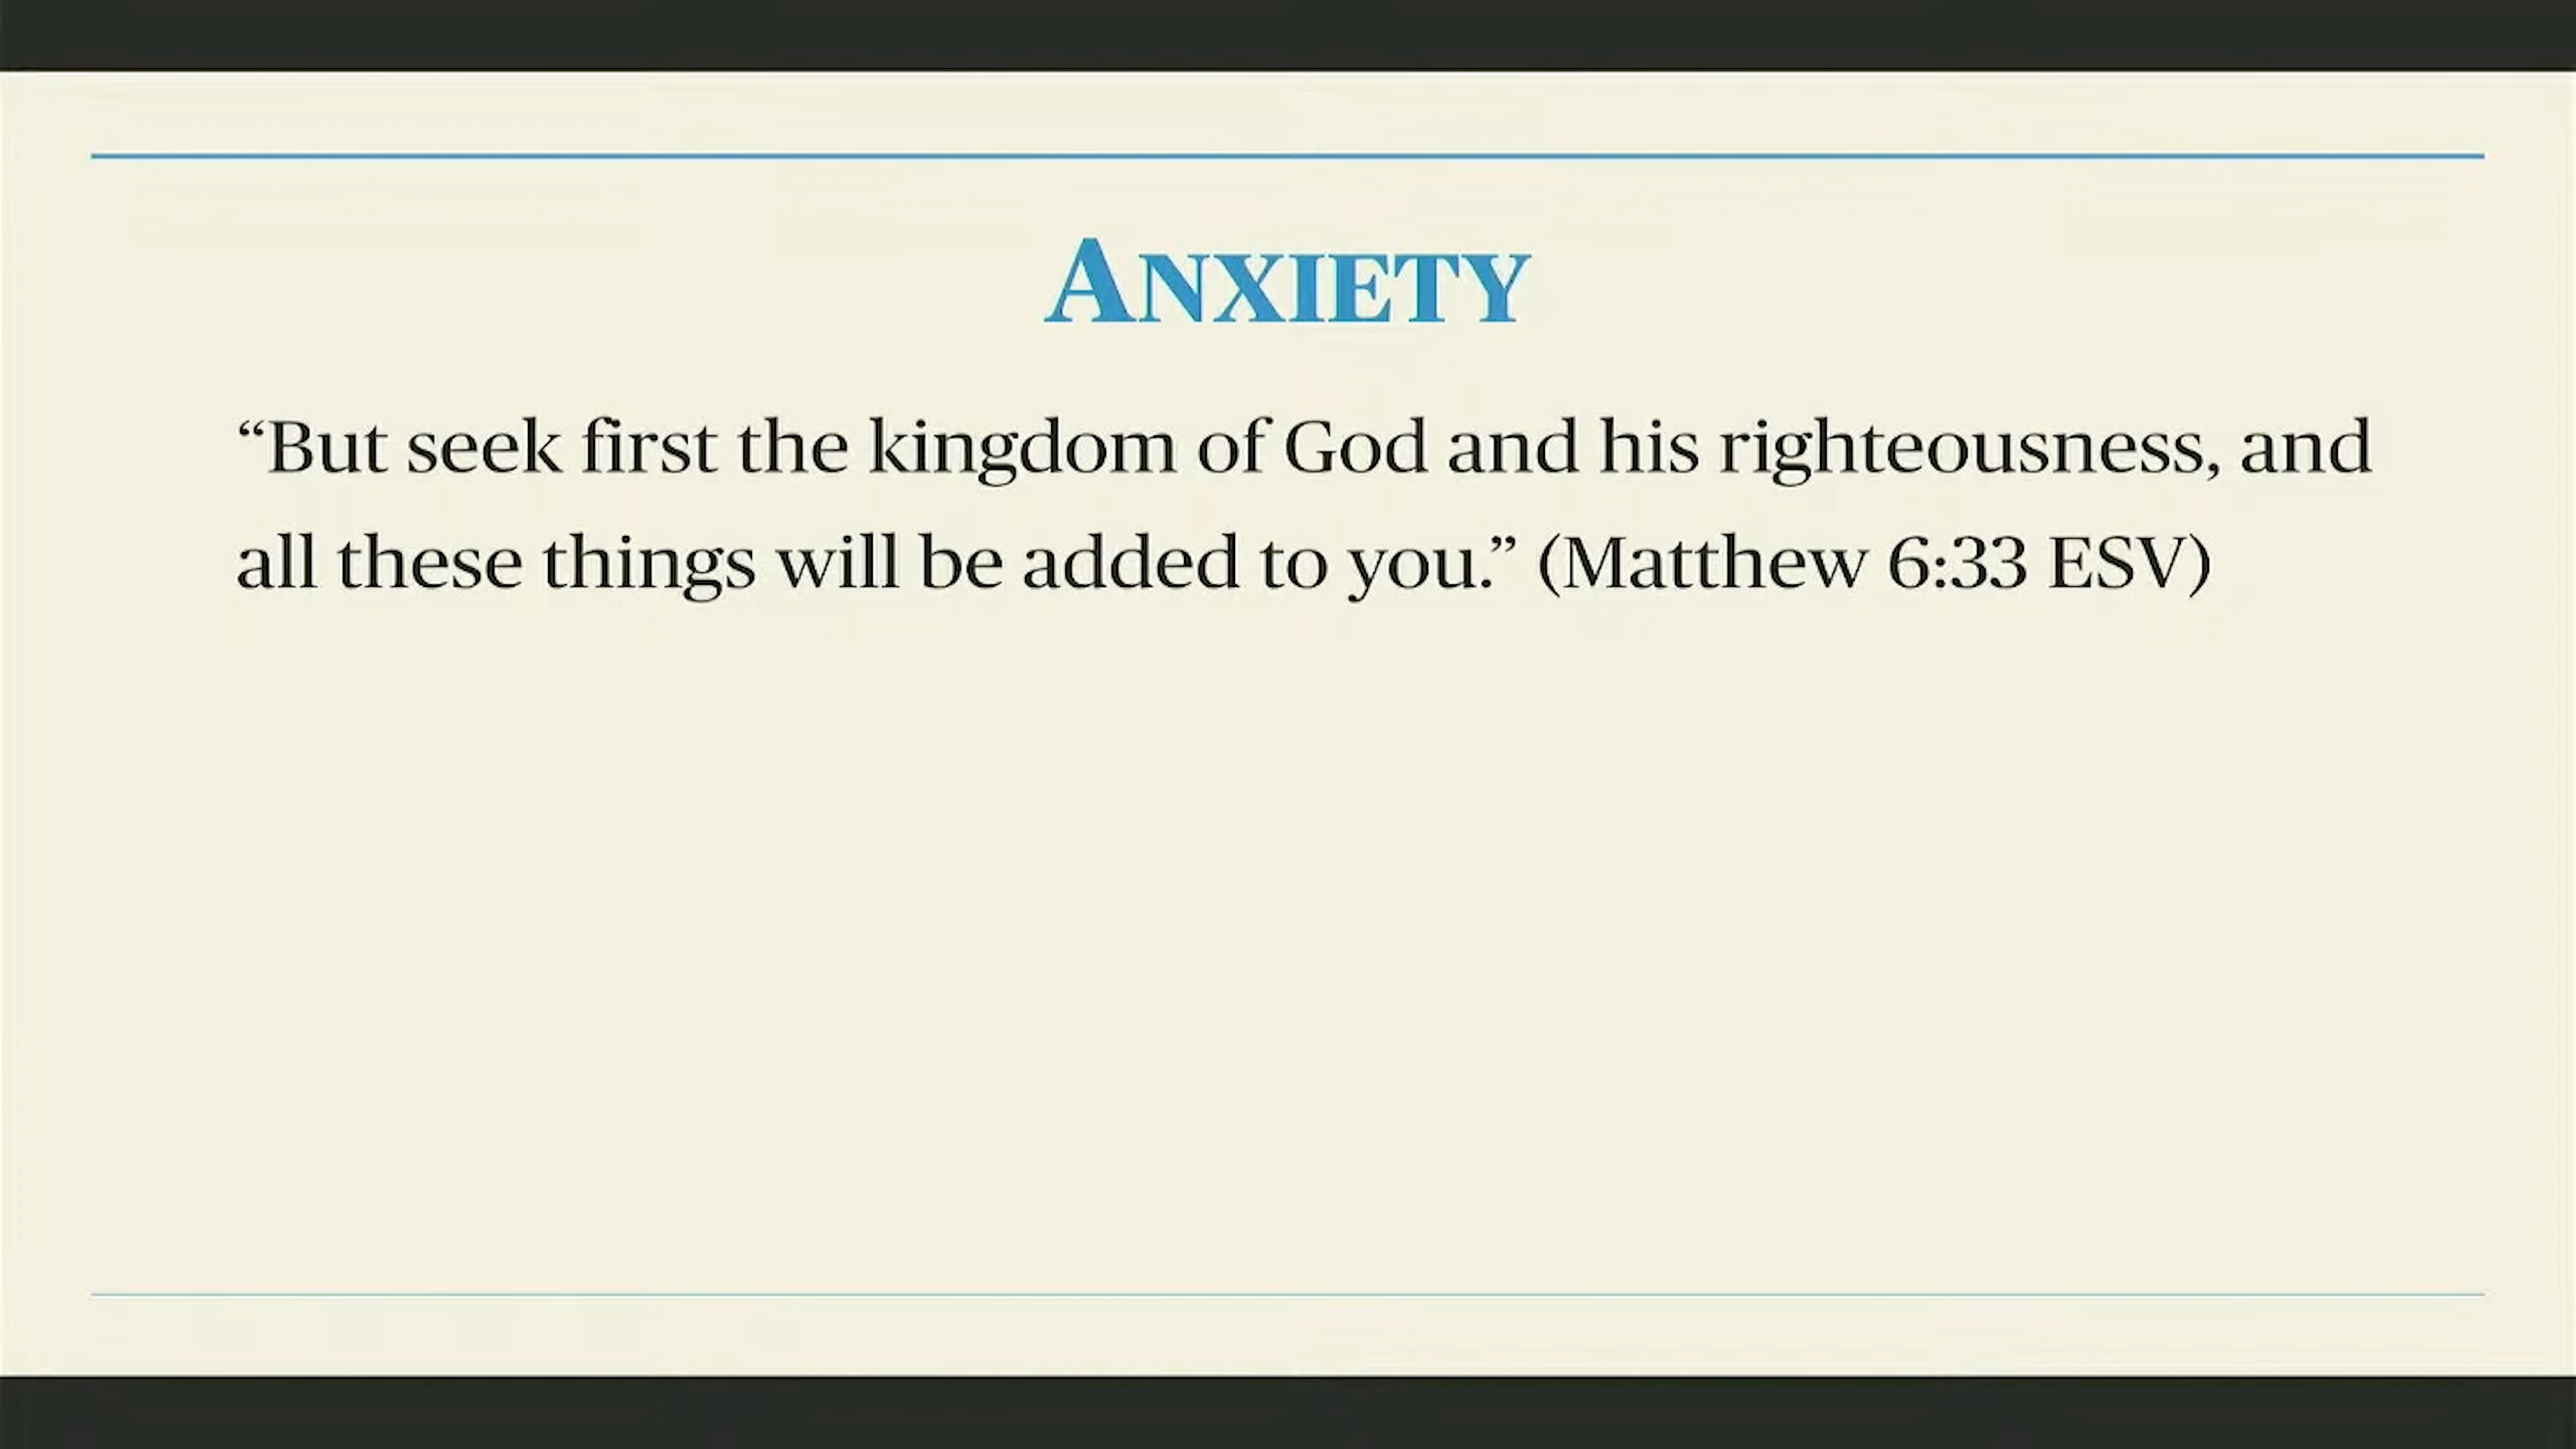 ANXIETY
“But seek first the kingdom of God and his righteousness, and
all these things will be added to you.” (Matthew 6:33 ESV)